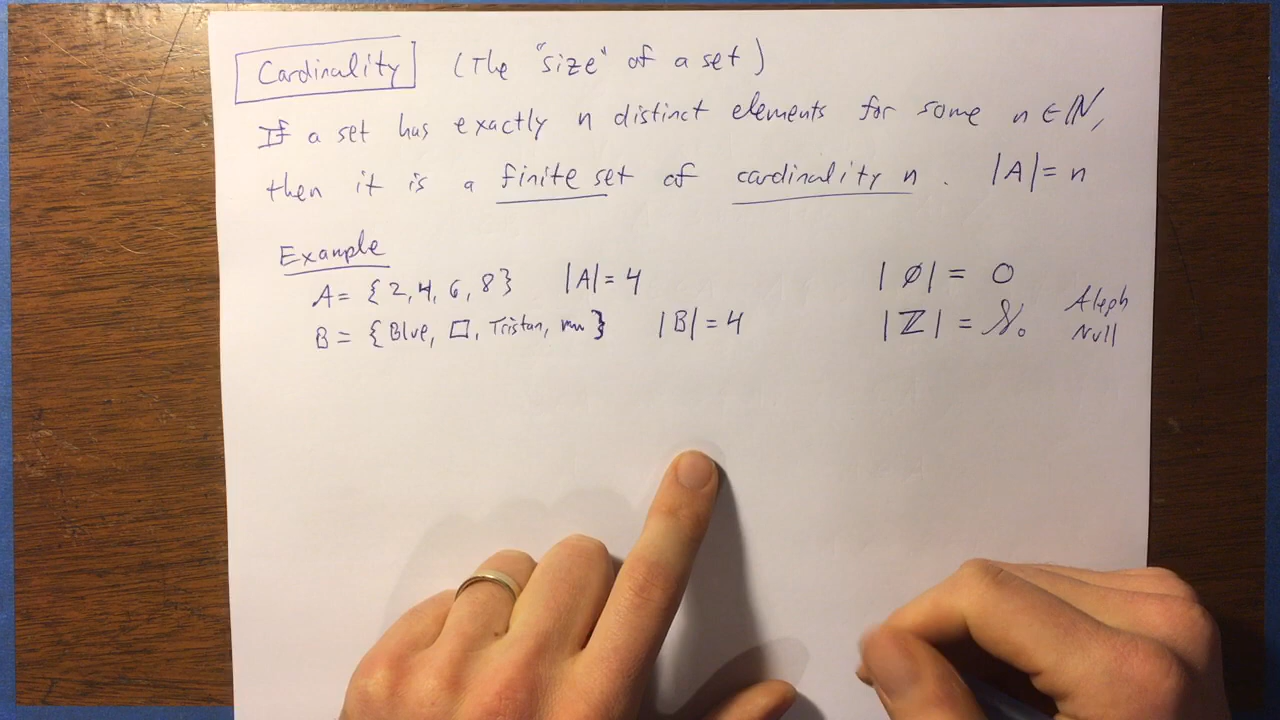 Cardinality (The "size" of a set)
If a set has exactly n distinct elements for some n ∈ ℕ,
then it is a finite set of cardinality n. |A| = n
Example
A = {2, 4, 6, 8} |A| = 4
B = {Blue, □, Tristan, } |B| = 4
|∅| = 0
|ℤ| = ℵ₀ Aleph
Null